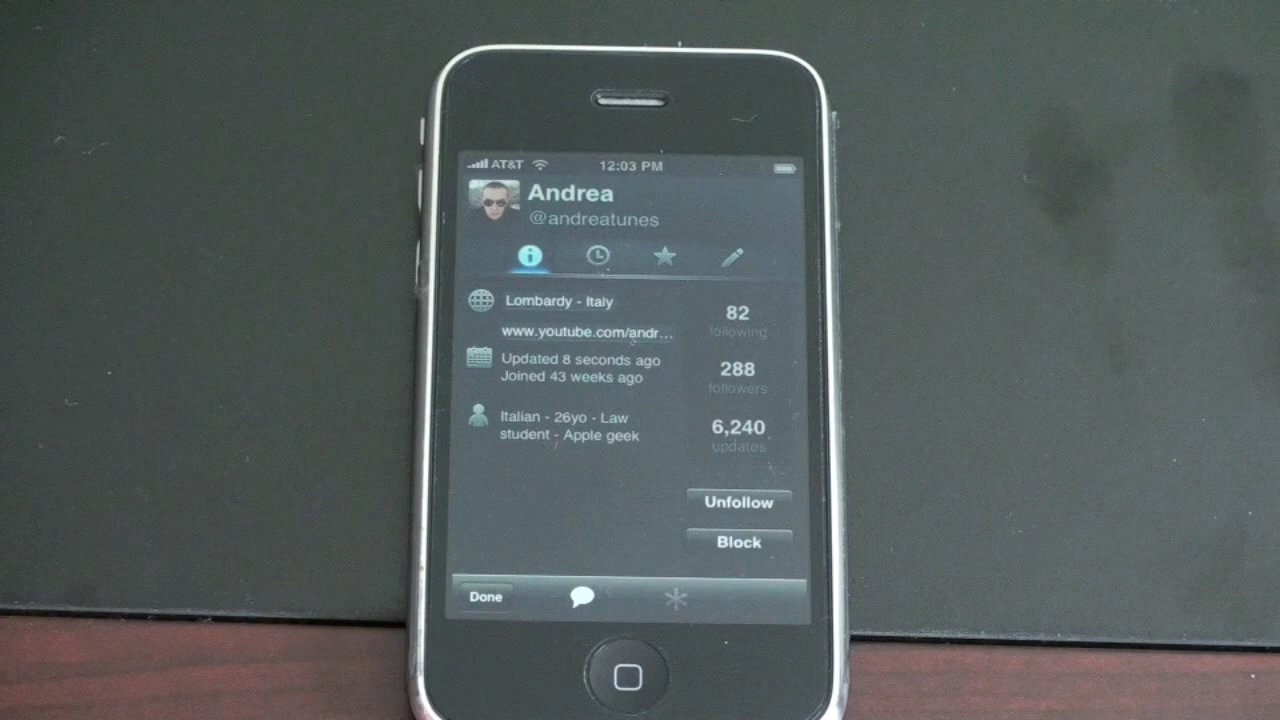 AT&T 12:03 PM
Andrea
@andreatunes
Lombardy - Italy
www.youtube.com/andr...
Updated 8 seconds ago
Joined 43 weeks ago
Italian - 26yo - Law
student - Apple geek
82
following
288
followers
6,240
updates
Unfollow
Block
Done